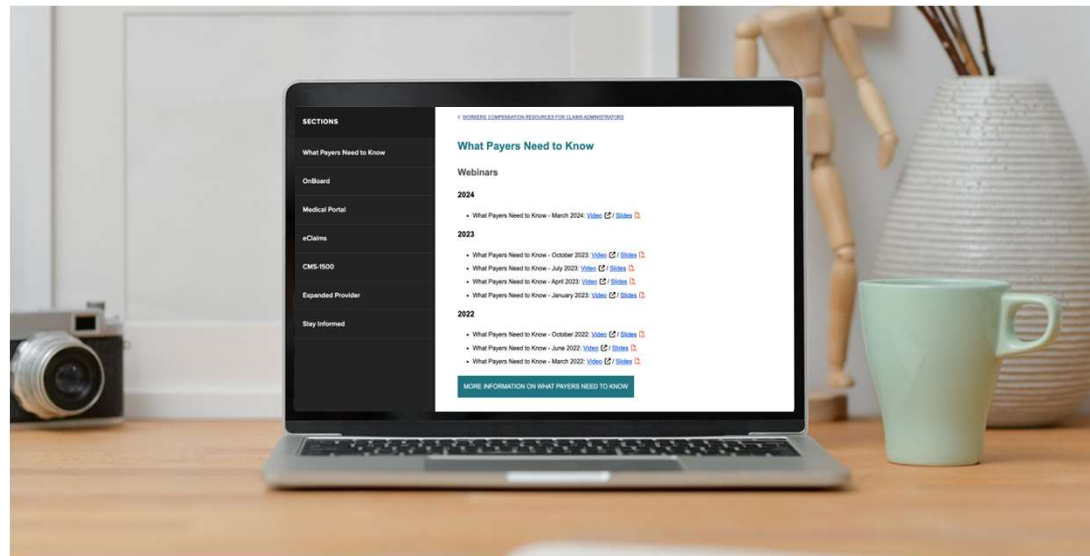 SECTIONS
What Payers Need to Know
OnBoard
Medical Portal
eClaims
CMS-1500
Expanded Provider
Stay Informed
< WORKERS COMPENSATION RESOURCES FOR CLAIMS ADMINISTRATORS
What Payers Need to Know
Webinars
2024
• What Payers Need to Know - March 2024: Video / Slides
2023
• What Payers Need to Know - October 2023: Video / Slides
• What Payers Need to Know - July 2023: Video / Slides
• What Payers Need to Know - April 2023: Video / Slides
• What Payers Need to Know - January 2023: Video / Slides
2022
• What Payers Need to Know - October 2022: Video / Slides
• What Payers Need to Know - June 2022: Video / Slides
• What Payers Need to Know - March 2022: Video / Slides
MORE INFORMATION ON WHAT PAYERS NEED TO KNOW